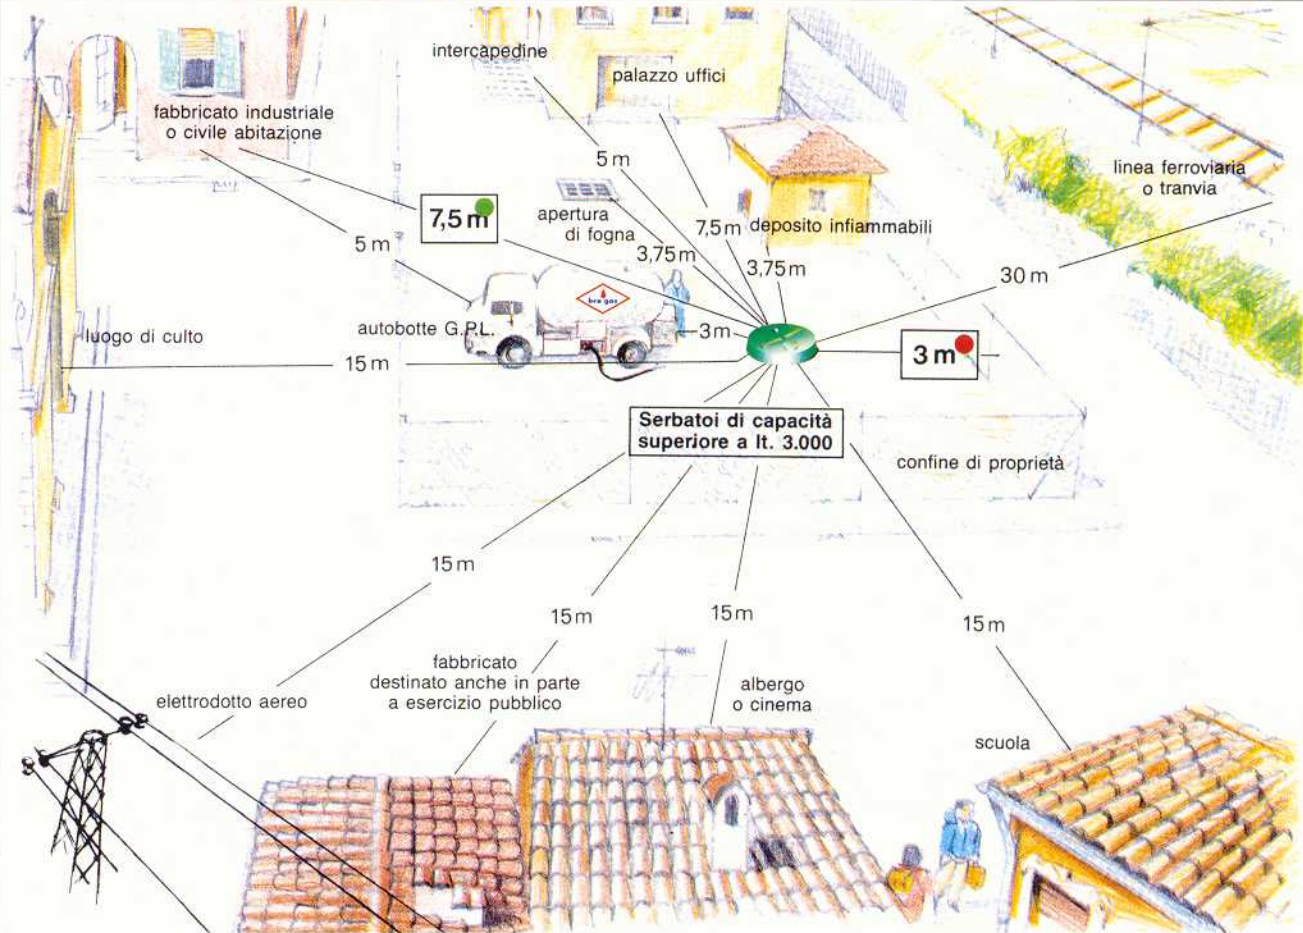 intercapedine
palazzo uffici
fabbricato industriale
o civile abitazione
5 m
linea ferroviaria
o tranvia
7,5 m
apertura
di fogna
7,5 m
deposito infiammabili
5 m
3,75 m
3,75 m
30 m
bre gas
autobotte G.P.L.
3 m
luogo di culto
15 m
3 m
Serbatoi di capacità
superiore a lt. 3.000
confine di proprietà
15 m
15 m
15 m
15 m
fabbricato
destinato anche in parte
a esercizio pubblico
elettrodotto aereo
albergo
o cinema
scuola